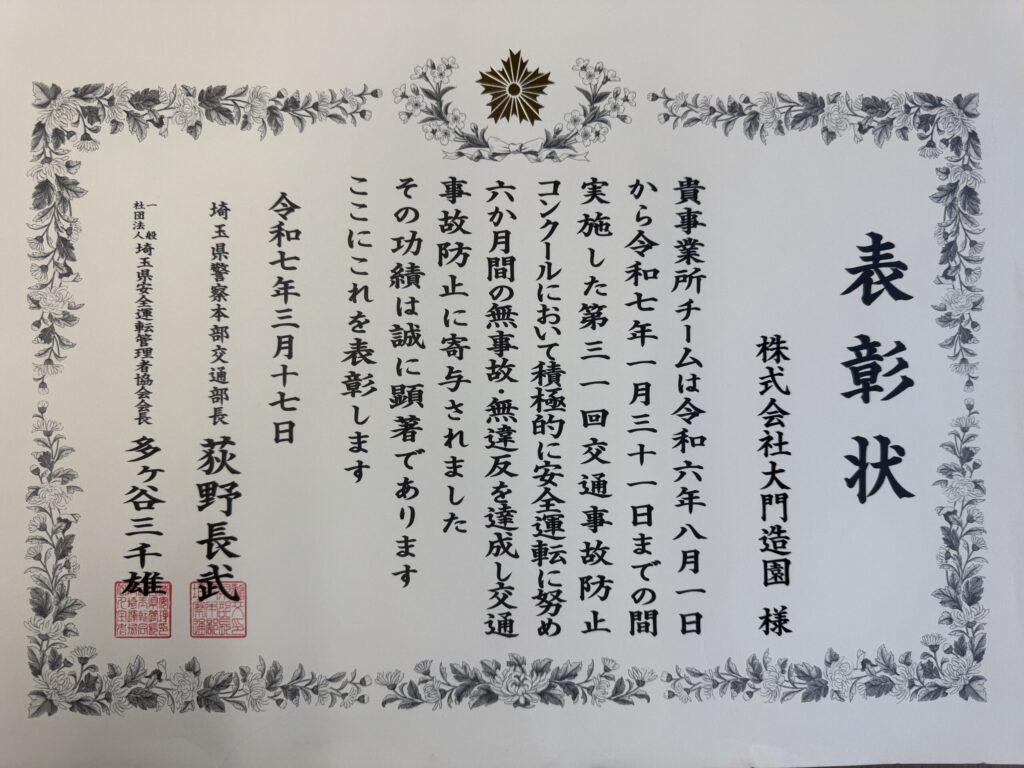 表彰状
株式会社大門造園 様
貴事業所チームは令和六年八月一日
から令和七年一月三十一日までの間
実施した第三一回交通事故防止
コンクールにおいて積極的に安全運転に努め
六か月間の無事故・無違反を達成し交通
事故防止に寄与されました
その功績は誠に顕著であります
ここにこれを表彰します
令和七年三月十七日
埼玉県警察本部交通部長 荻野長武
一般社団法人 埼玉県安全運転管理者協会会長 多ヶ谷三千雄